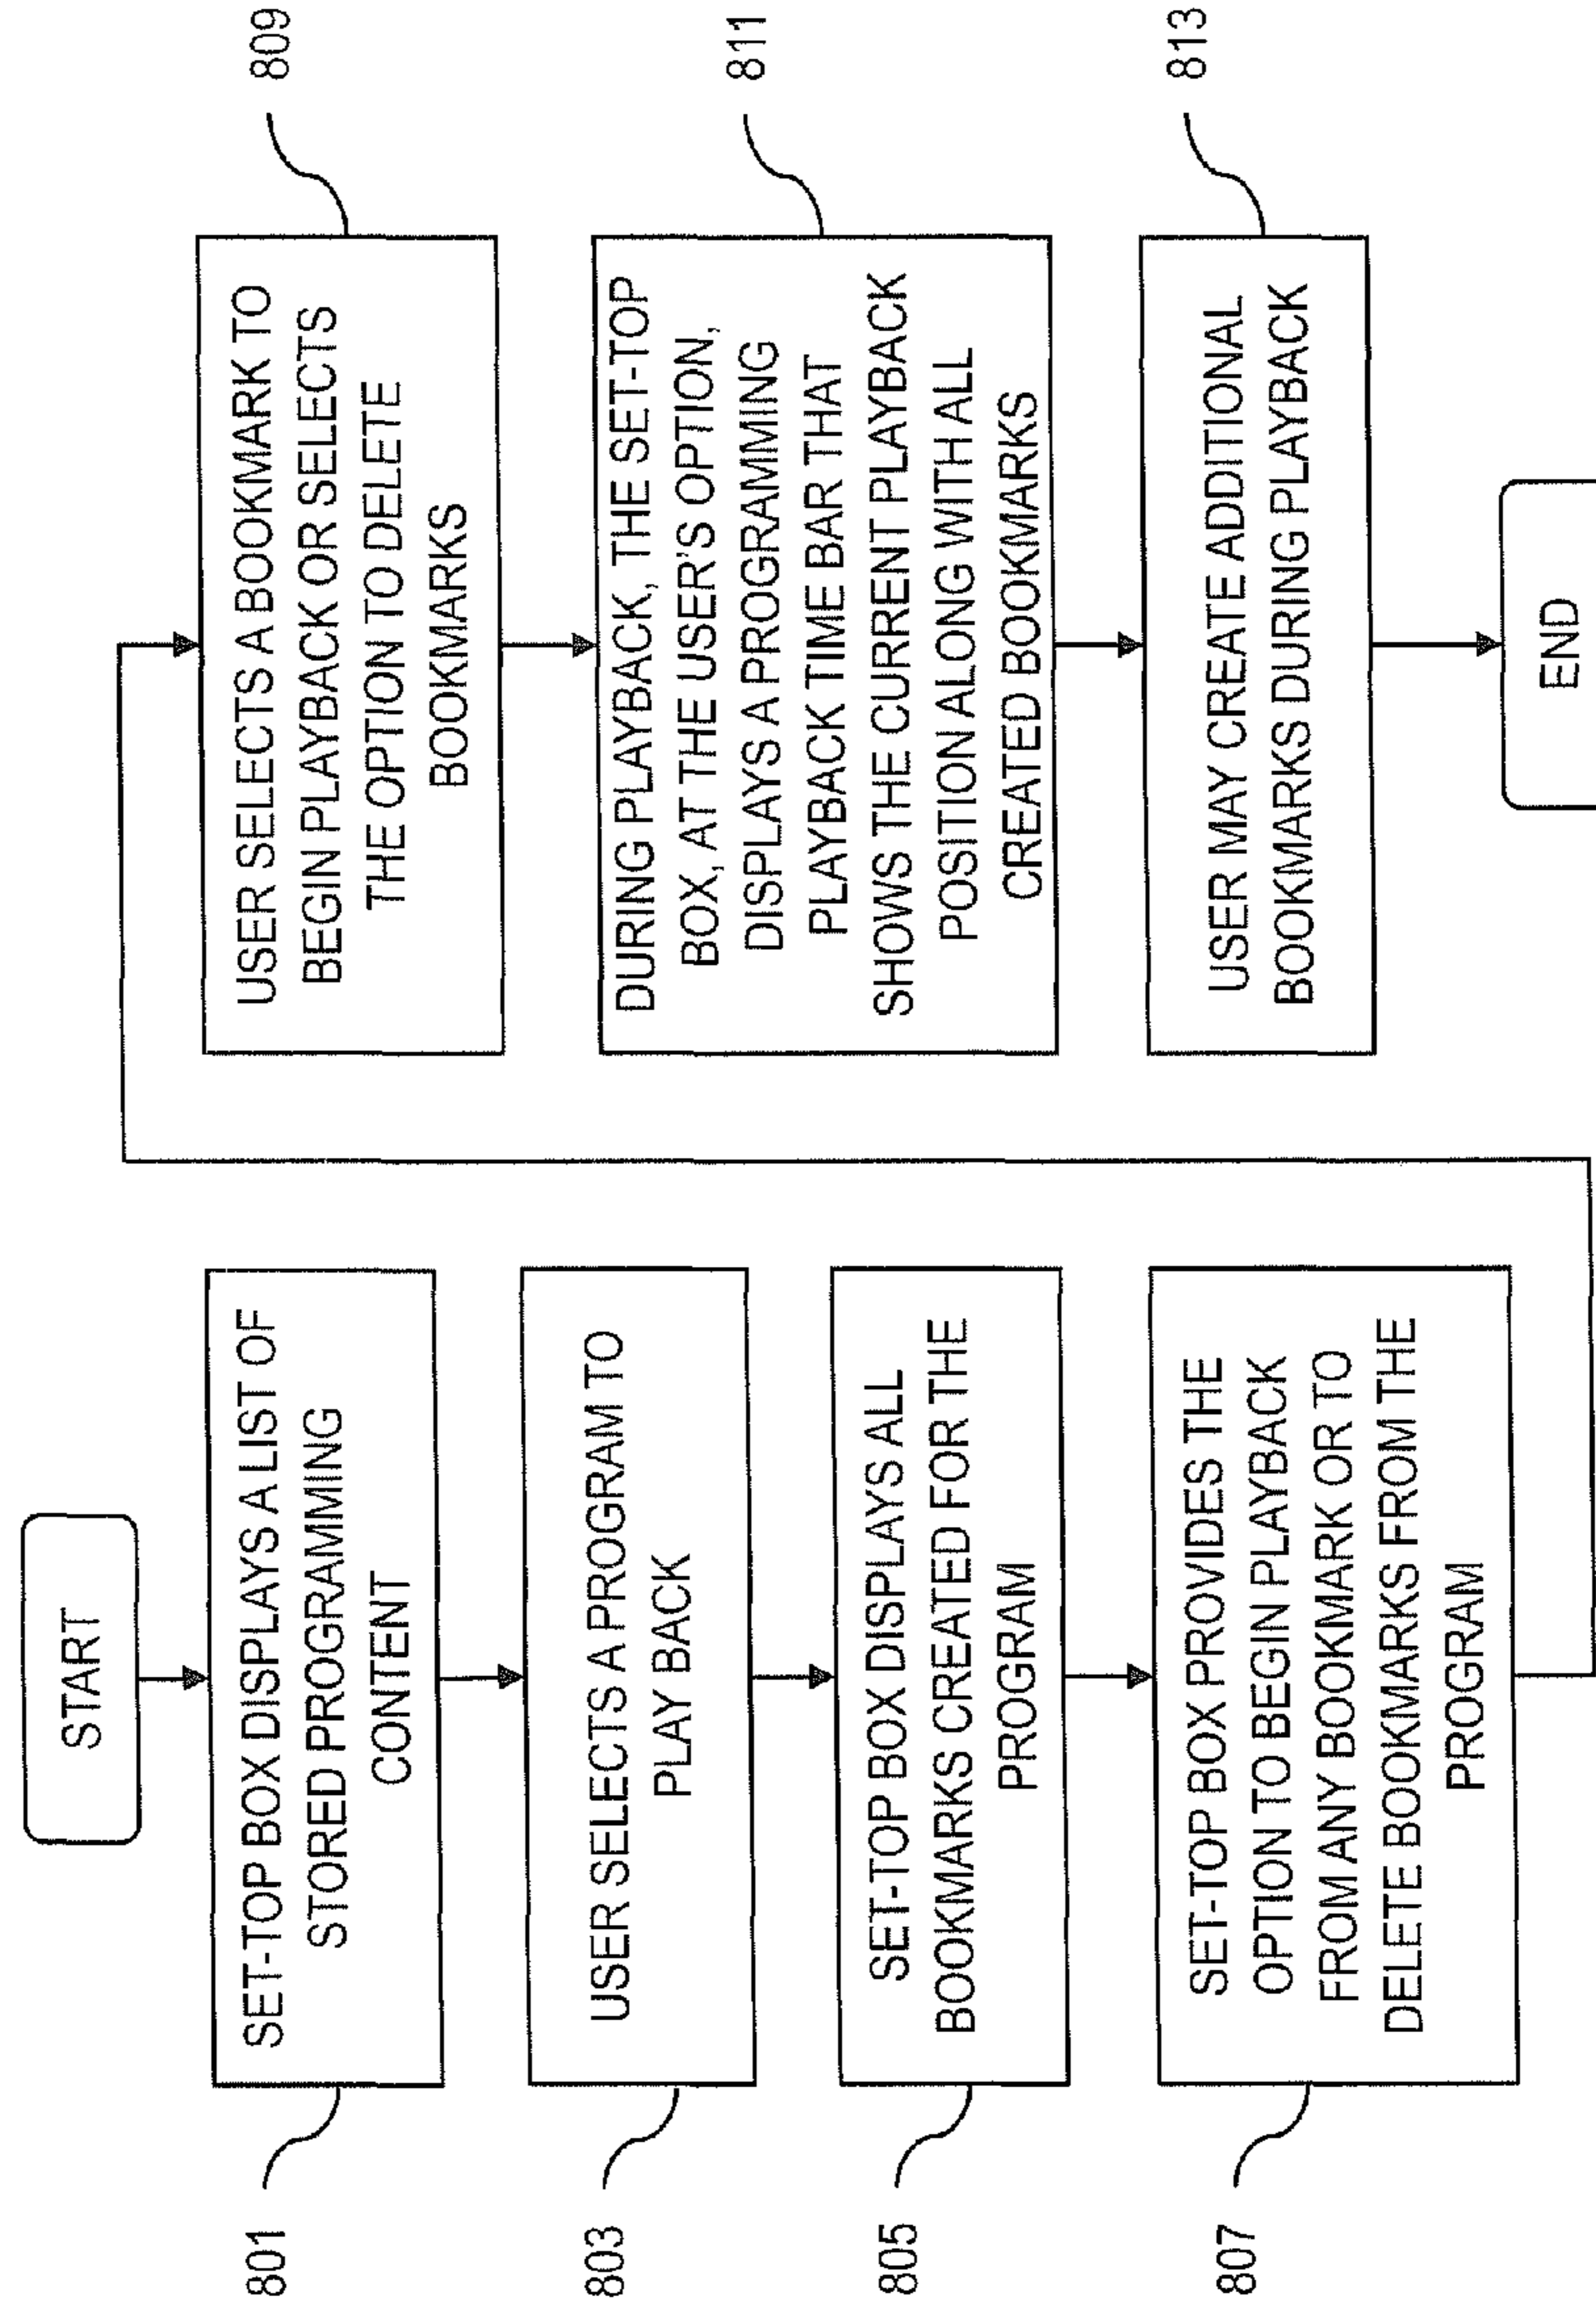 START
801
SET-TOP BOX DISPLAYS A LIST OF
STORED PROGRAMMING
CONTENT
803
USER SELECTS A PROGRAM TO
PLAY BACK
805
SET-TOP BOX DISPLAYS ALL
BOOKMARKS CREATED FOR THE
PROGRAM
807
SET-TOP BOX PROVIDES THE
OPTION TO BEGIN PLAYBACK
FROM ANY BOOKMARK OR TO
DELETE BOOKMARKS FROM THE
PROGRAM
809
USER SELECTS A BOOKMARK TO
BEGIN PLAYBACK OR SELECTS
THE OPTION TO DELETE
BOOKMARKS
811
DURING PLAYBACK, THE SET-TOP
BOX, AT THE USER'S OPTION,
DISPLAYS A PROGRAMMING
PLAYBACK TIME BAR THAT
SHOWS THE CURRENT PLAYBACK
POSITION ALONG WITH ALL
CREATED BOOKMARKS
813
USER MAY CREATE ADDITIONAL
BOOKMARKS DURING PLAYBACK
END